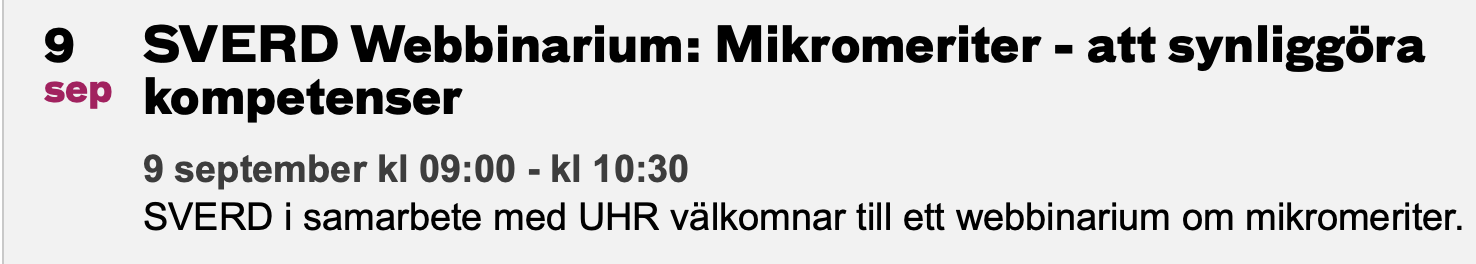 9
sep
SVERD Webbinarium: Mikromeriter - att synliggöra
kompetenser
9 september kl 09:00 - kl 10:30
SVERD i samarbete med UHR välkomnar till ett webbinarium om mikromeriter.